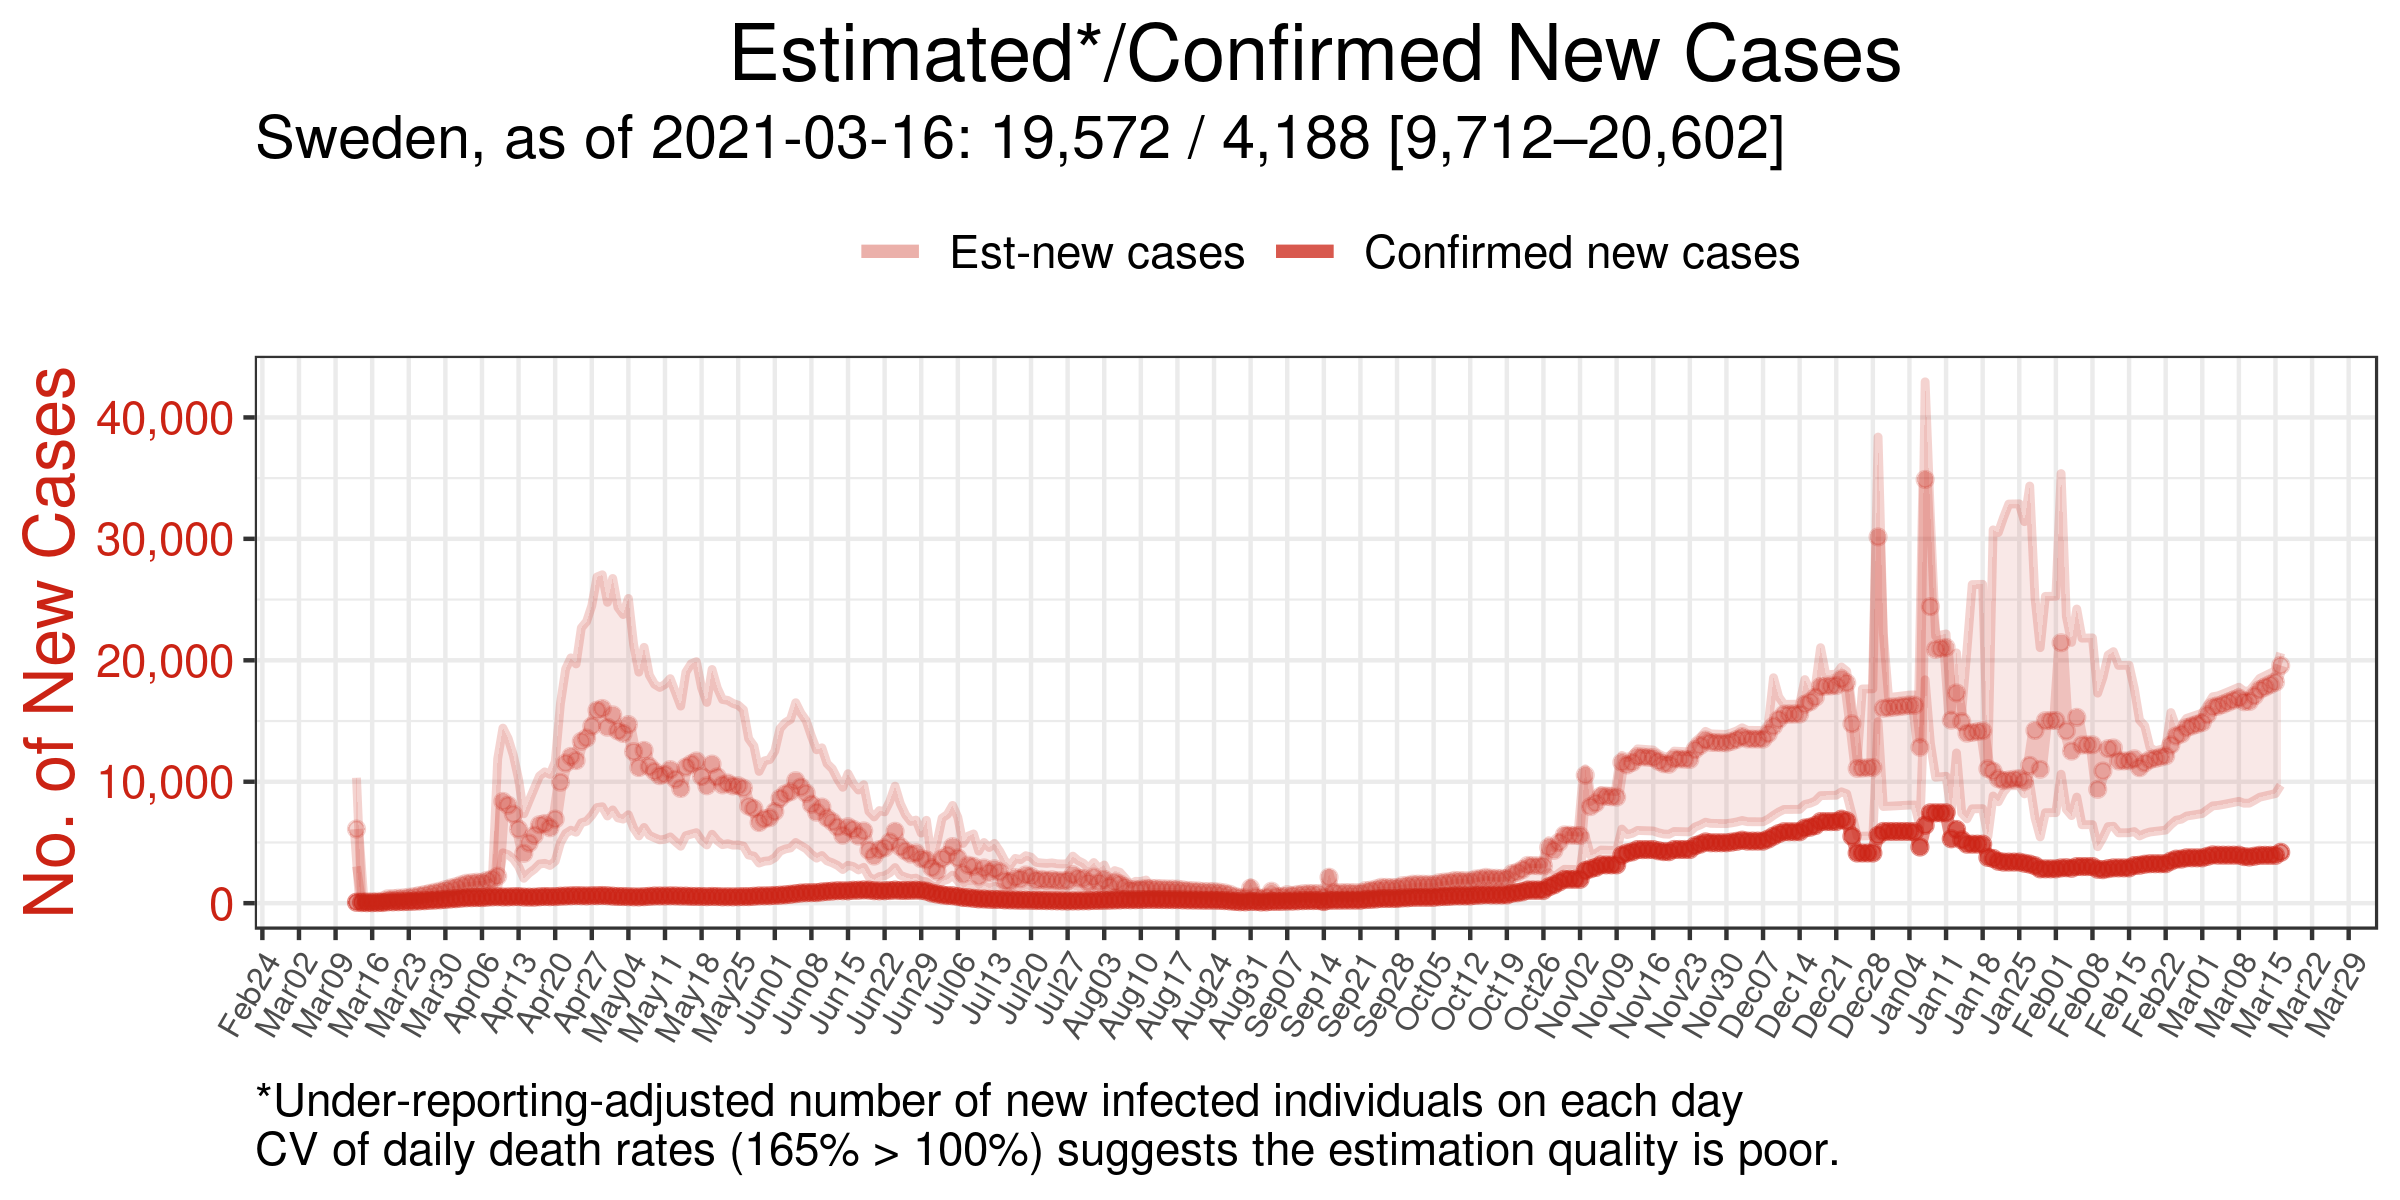 Estimated*/Confirmed New Cases
Sweden, as of 2021-03-16: 19,572 / 4,188 [9,712–20,602]
Est-new cases Confirmed new cases
No. of New Cases
40,000
30,000
20,000
10,000
0
Feb24 Mar02 Mar09 Mar16 Mar23 Mar30 Apr06 Apr13 Apr20 Apr27 May04 May11 May18 May25 Jun01 Jun08 Jun15 Jun22 Jun29 Jul06 Jul13 Jul20 Jul27 Aug03 Aug10 Aug17 Aug24 Aug31 Sep07 Sep14 Sep21 Sep28 Oct05 Oct12 Oct19 Oct26 Nov02 Nov09 Nov16 Nov23 Nov30 Dec07 Dec14 Dec21 Dec28 Jan04 Jan11 Jan18 Jan25 Feb01 Feb08 Feb15 Feb22 Mar01 Mar08 Mar15 Mar22 Mar29
*Under-reporting-adjusted number of new infected individuals on each day
CV of daily death rates (165% > 100%) suggests the estimation quality is poor.